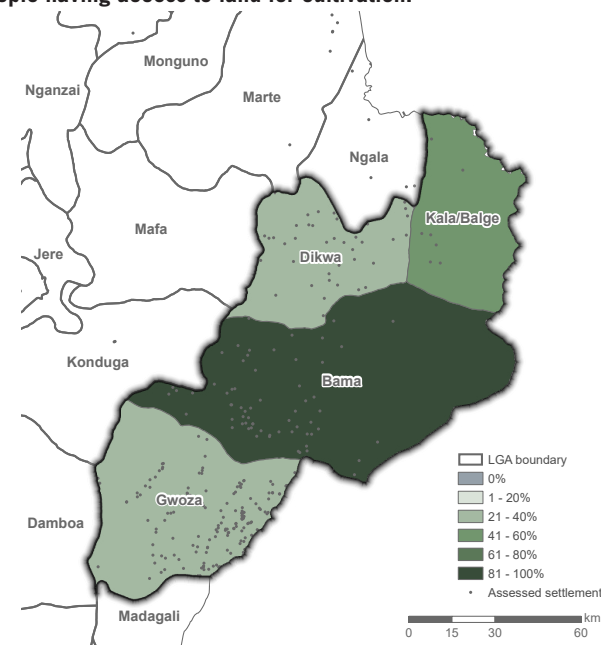 people having access to land for cultivation.
Monguno
Nganzai
Marte
Ngala
Kala/Balge
Mafa
Jere
Dikwa
Konduga
Bama
Gwoza
Damboa
Madagali
LGA boundary
0%
1 - 20%
21 - 40%
41 - 60%
61 - 80%
81 - 100%
Assessed settlement
km
0 15 30 60